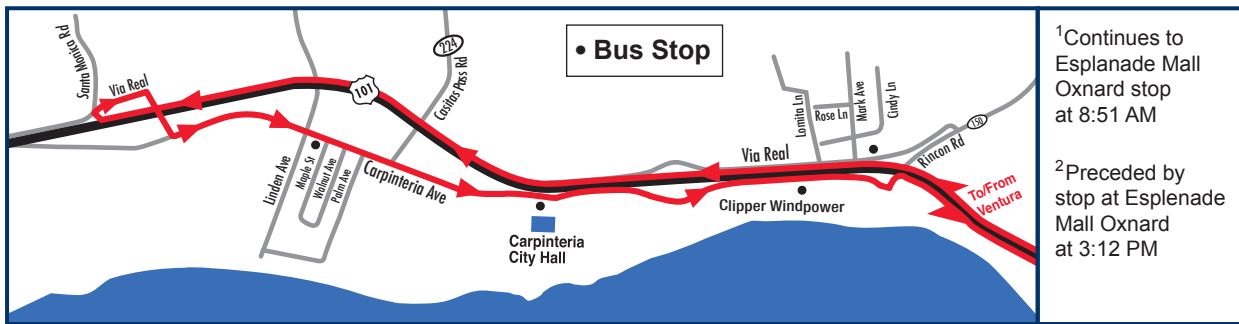 Santa Monica Rd
Via Real
224
Casitas Pass Rd
101
• Bus Stop
Linden Ave
Maple St
Walnut Ave
Palm Ave
Carpinteria Ave
Carpinteria
City Hall
Via Real
Clipper Windpower
Lomita Ln
Rose Ln
Mark Ave
Cindy Ln
150
Rincon Rd
To/From
Ventura
1Continues to
Esplanade Mall
Oxnard stop
at 8:51 AM
2Preceded by
stop at Esplenade
Mall Oxnard
at 3:12 PM